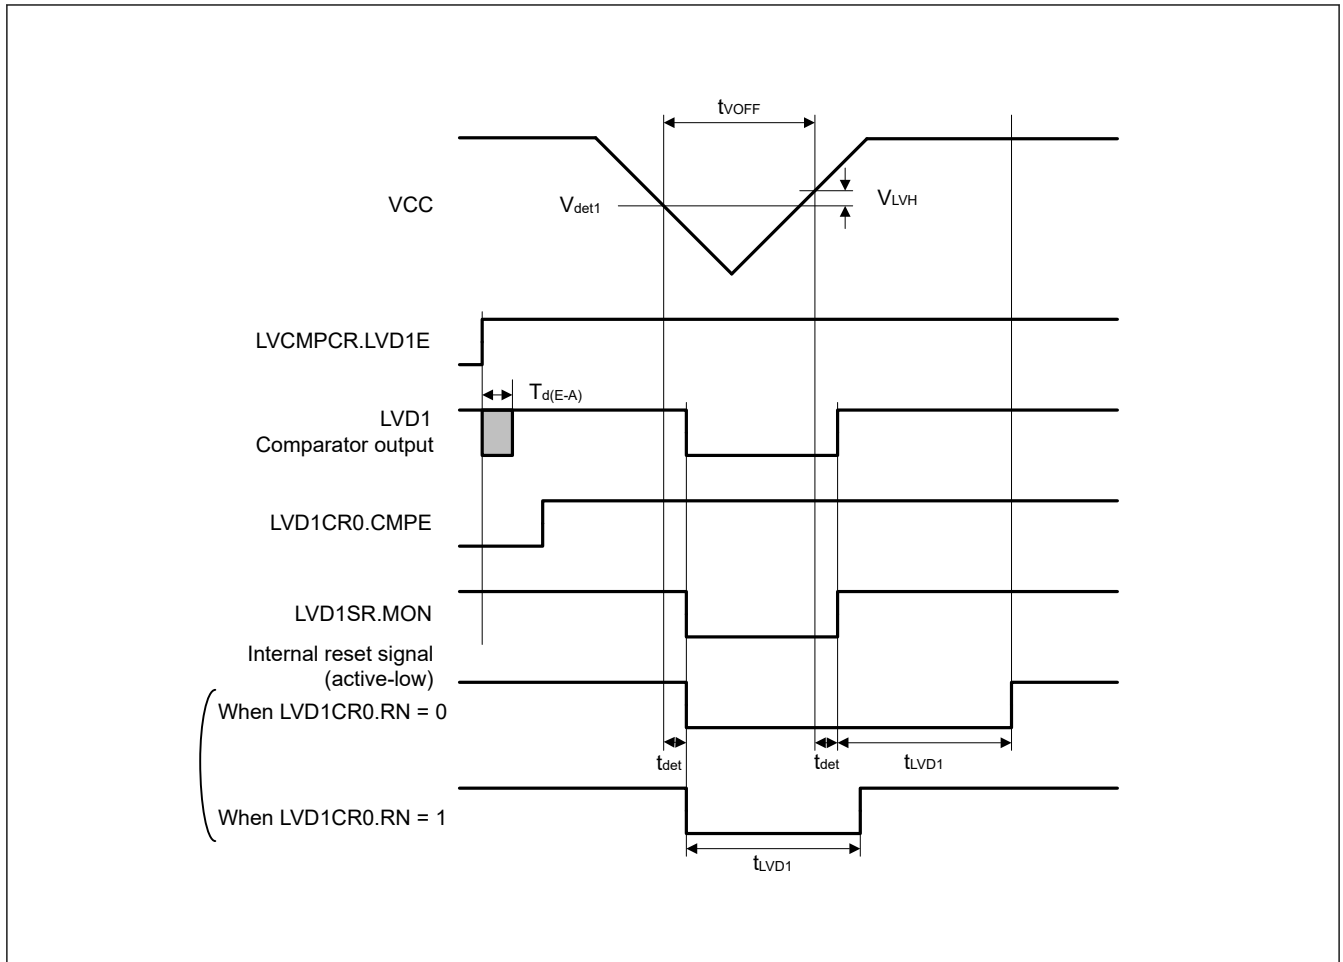 tVOFF
VCC
Vdet1
VLVH
LVCMPCR.LVD1E
Td(E-A)
LVD1
Comparator output
LVD1CR0.CMPE
LVD1SR.MON
Internal reset signal
(active-low)
When LVD1CR0.RN = 0
tdet
tdet
tLVD1
When LVD1CR0.RN = 1
tLVD1